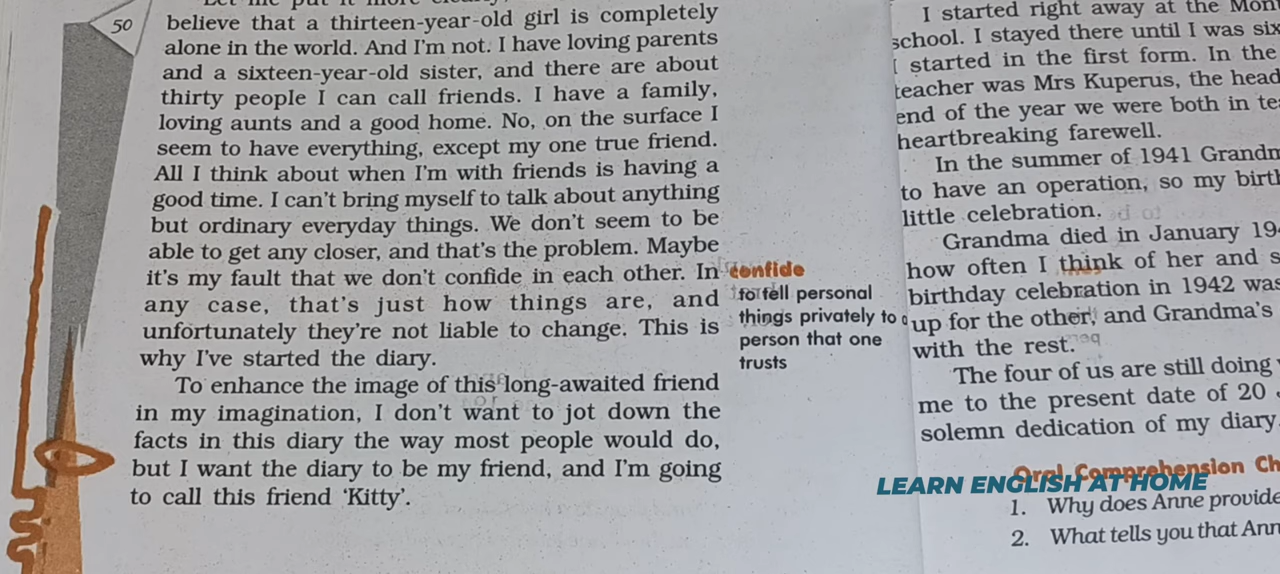 50
believe that a thirteen-year-old girl is completely
alone in the world. And I'm not. I have loving parents
and a sixteen-year-old sister, and there are about
thirty people I can call friends. I have a family,
loving aunts and a good home. No, on the surface I
seem to have everything, except my one true friend.
All I think about when I'm with friends is having a
good time. I can't bring myself to talk about anything
but ordinary everyday things. We don't seem to be
able to get any closer, and that's the problem. Maybe
it's my fault that we don't confide in each other. In
any case, that's just how things are, and
unfortunately they're not liable to change. This is
why I've started the diary.
To enhance the image of this long-awaited friend
in my imagination, I don't want to jot down the
facts in this diary the way most people would do,
but I want the diary to be my friend, and I'm going
to call this friend ‘Kitty’.
confide
to tell personal
things privately to
person that one
trusts
I started right away at the
school. I stayed there until I was six
I started in the first form. In the
teacher was Mrs Kuperus, the head
end of the year we were both in
heartbreaking farewell.
In the summer of 1941
to have an operation, so my
little celebration.
Grandma died in January
how often I think of her and
birthday celebration in 1942
up for the other, and Grandma's
with the rest.
The four of us are still doing
me to the present date of 20
solemn dedication of my diary.
Oral Comprehension
LEARN ENGLISH AT HOME
1. Why does Anne
2. What tells you that